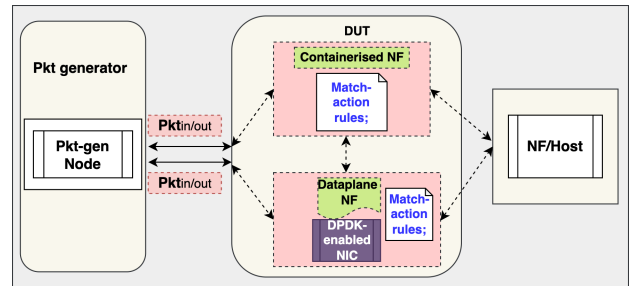 Pkt generator
Pkt-gen
Node
Pktin/out
Pktin/out
DUT
Containerised NF
Match-
action
rules;
Dataplane
NF
DPDK-
enabled
NIC
Match-
action
rules;
NF/Host